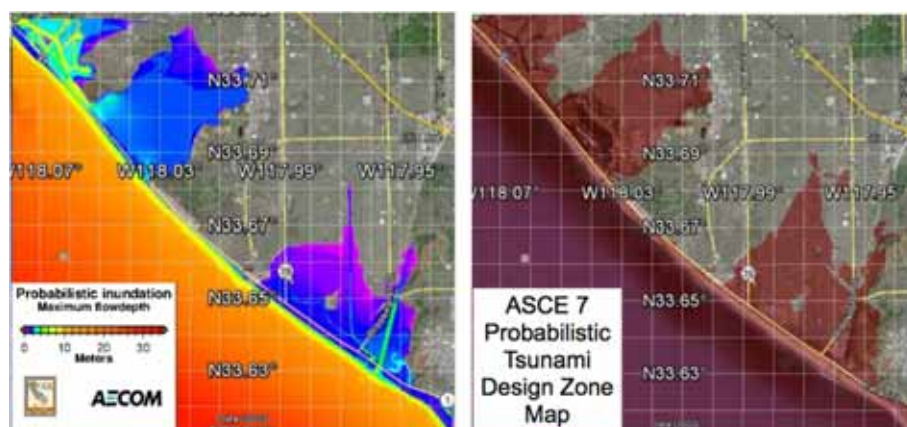 N33.71
N33.69
W118.07°
W118.03°
W117.99°
W117.95°
N33.67
N33.65
N33.63
Probabilistic inundation
Maximum flowdepth
0 10 20 30
Meters
AECOM
1
N33.71
N33.69
W118.07°
W118.03°
W117.99°
W117.95°
N33.67
N33.65
N33.63
ASCE 7
Probabilistic
Tsunami
Design Zone
Map